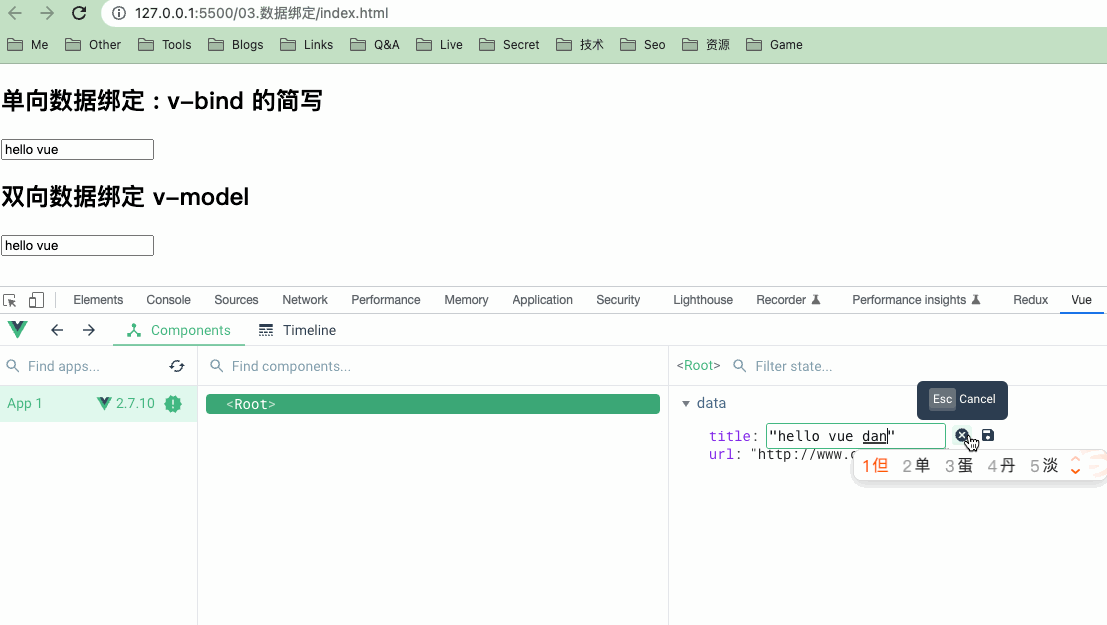 127.0.0.1:5500/03.数据绑定/index.html
Me Other Tools Blogs Links Q&A Live Secret 技术 Seo 资源 Game
单向数据绑定 : v-bind 的简写
hello vue
双向数据绑定 v-model
hello vue
Elements Console Sources Network Performance Memory Application Security Lighthouse Recorder Performance insights Redux Vue
Components Timeline
Find apps... Find components... <Root> Filter state...
App 1 2.7.10 <Root> data
Esc Cancel
title: "hello vue dan"
url: "http://www.
1但 2单 3蛋 4丹 5淡